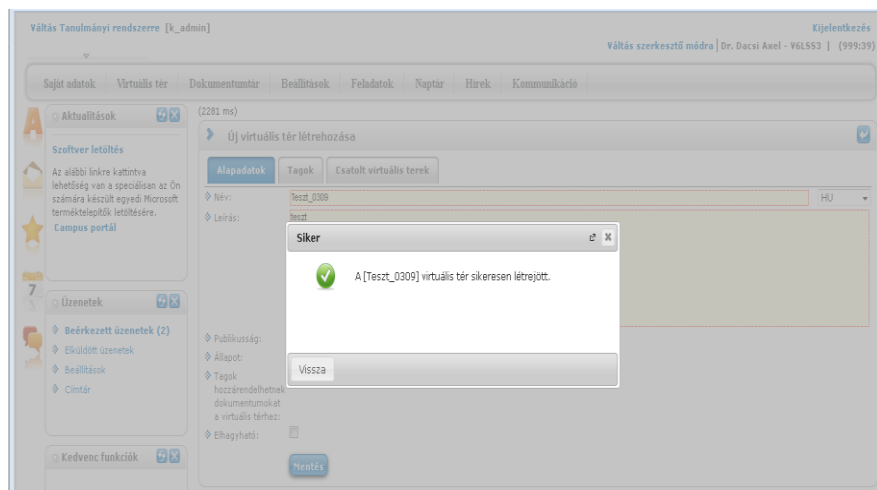 Váltás Tanulmányi rendszerre [k_admin]
Kijelentkezés
Váltás szerkesztő módra | Dr. Dacsi Axel - V6LSS3 | (999:39)
Saját adatok Virtuális tér Dokumentumtár Beállítások Feladatok Naptár Hírek Kommunikáció
Aktualitások
Szoftver letöltés
Az alábbi linkre kattintva
lehetőség van a speciálisan az Ön
számára készült egyedi Microsoft
terméktelepítők letöltésére.
Campus portál
Üzenetek
Beérkezett üzenetek (2)
Elküldött üzenetek
Beállítások
Címtár
Kedvenc funkciók
(2281 ms)
Új virtuális tér létrehozása
Alapadatok Tagok Csatolt virtuális terek
Név: Teszt_0309 HU
Leírás: teszt
Siker
A [Teszt_0309] virtuális tér sikeresen létrejött.
Vissza
Publikusság:
Állapot:
Tagok
hozzárendelhetnek
dokumentumokat
a virtuális térhez:
Elhagyható:
Mentés
7